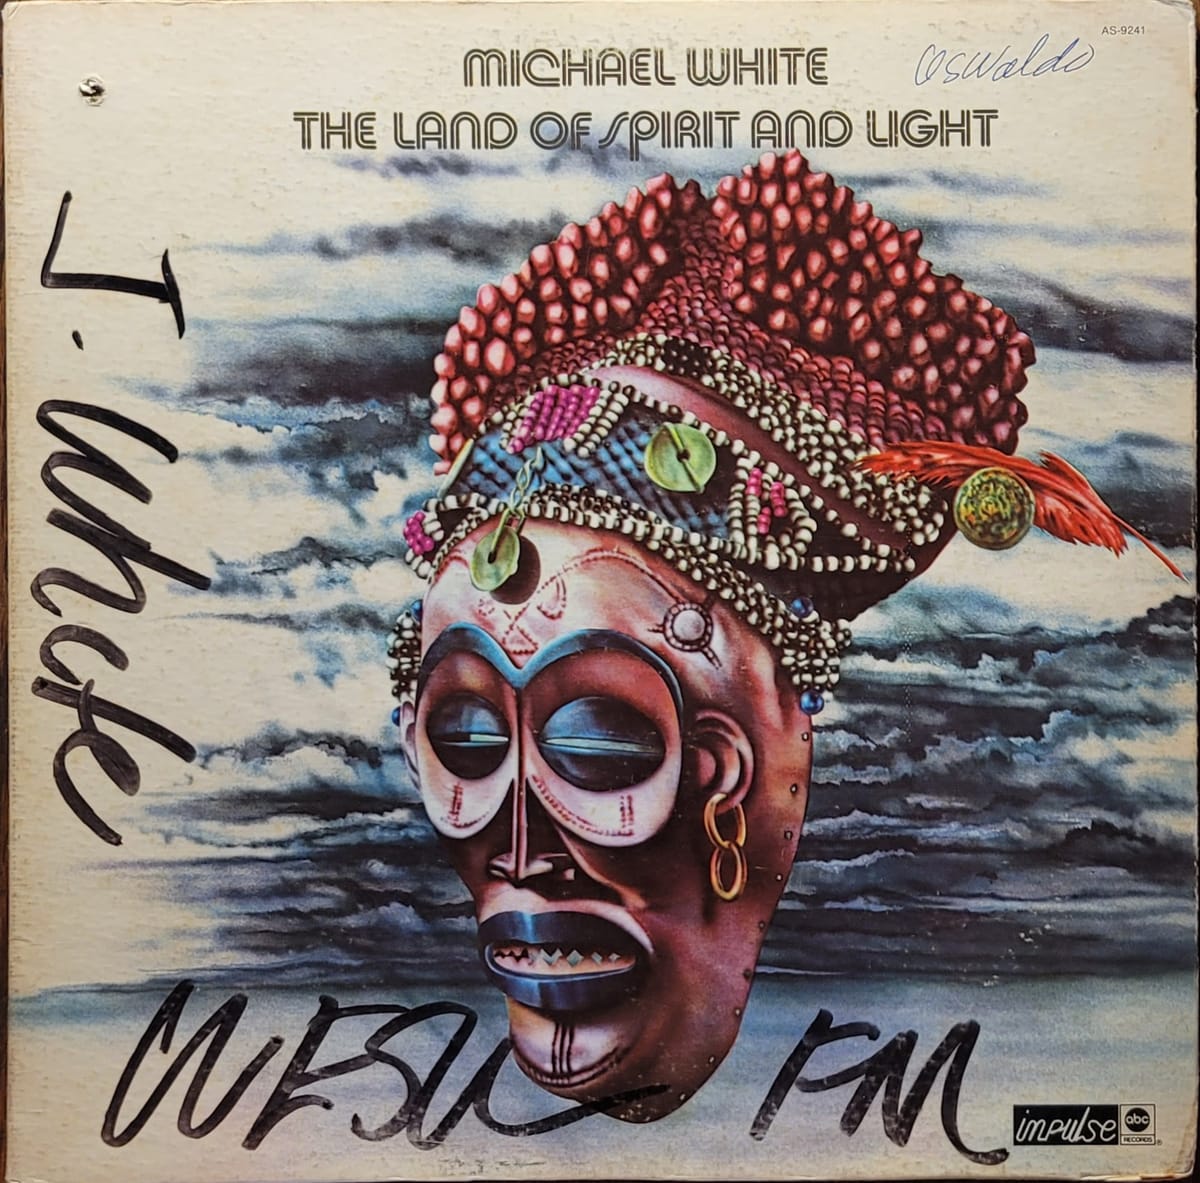 AS-9241
MICHAEL WHITE
Oswaldo
THE LAND OF SPIRIT AND LIGHT
J. White
WESU FM
impulse
abc
RECORDS